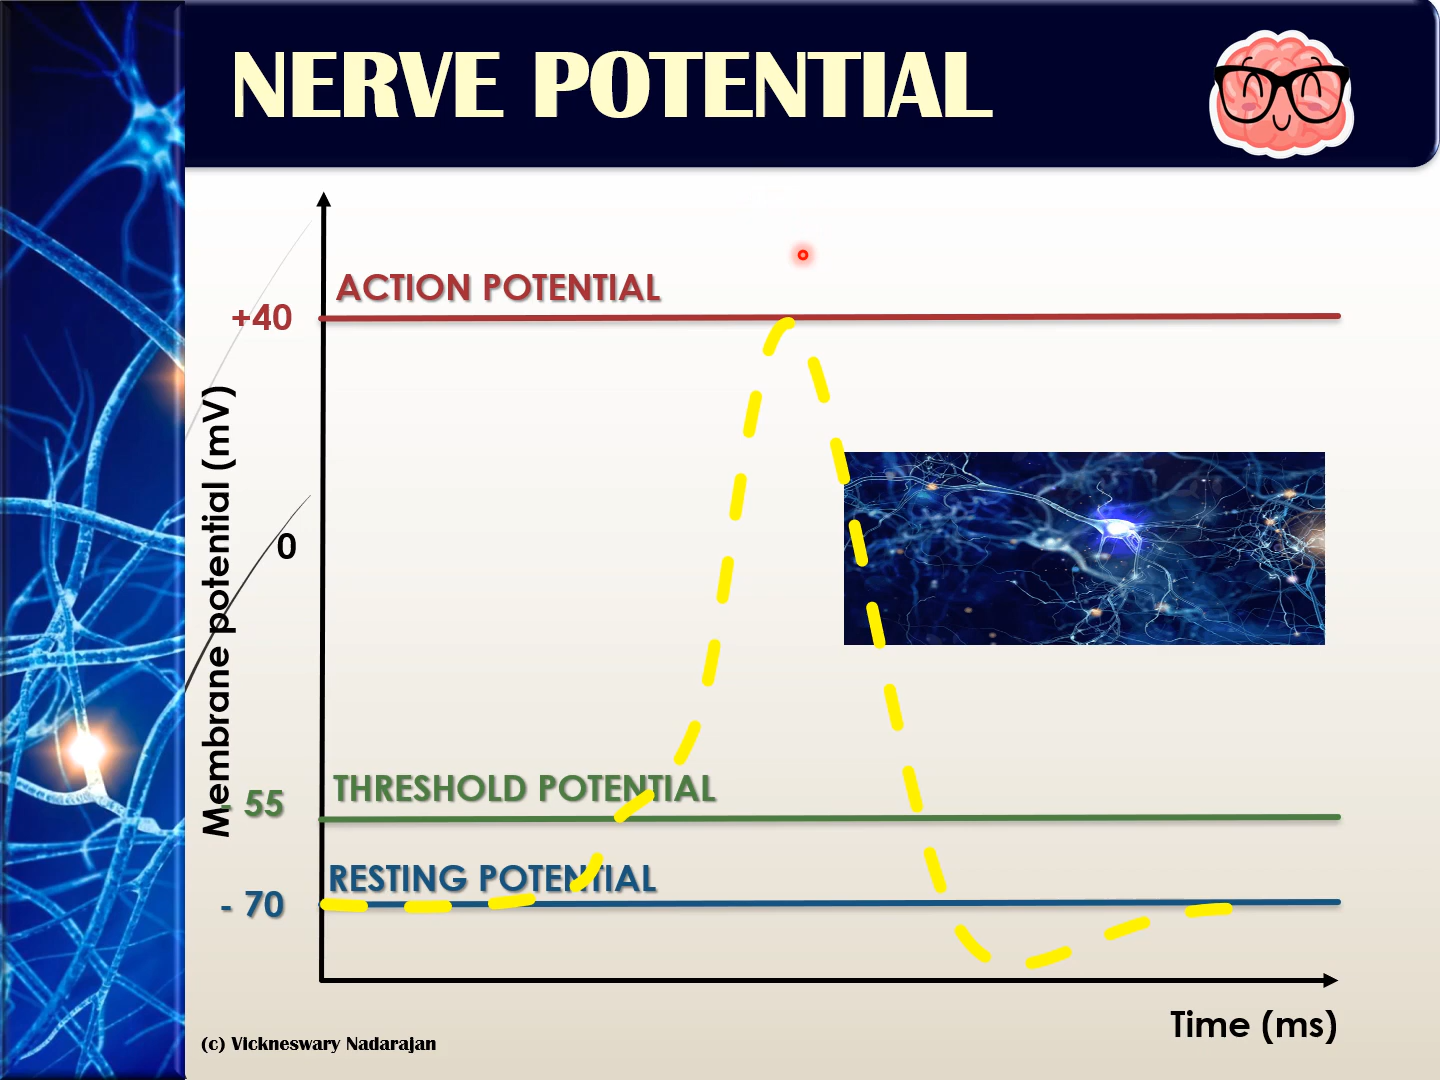 NERVE POTENTIAL
ACTION POTENTIAL
+40
Membrane potential (mV)
0
THRESHOLD POTENTIAL
- 55
RESTING POTENTIAL
- 70
Time (ms)
(c) Vickneswary Nadarajan